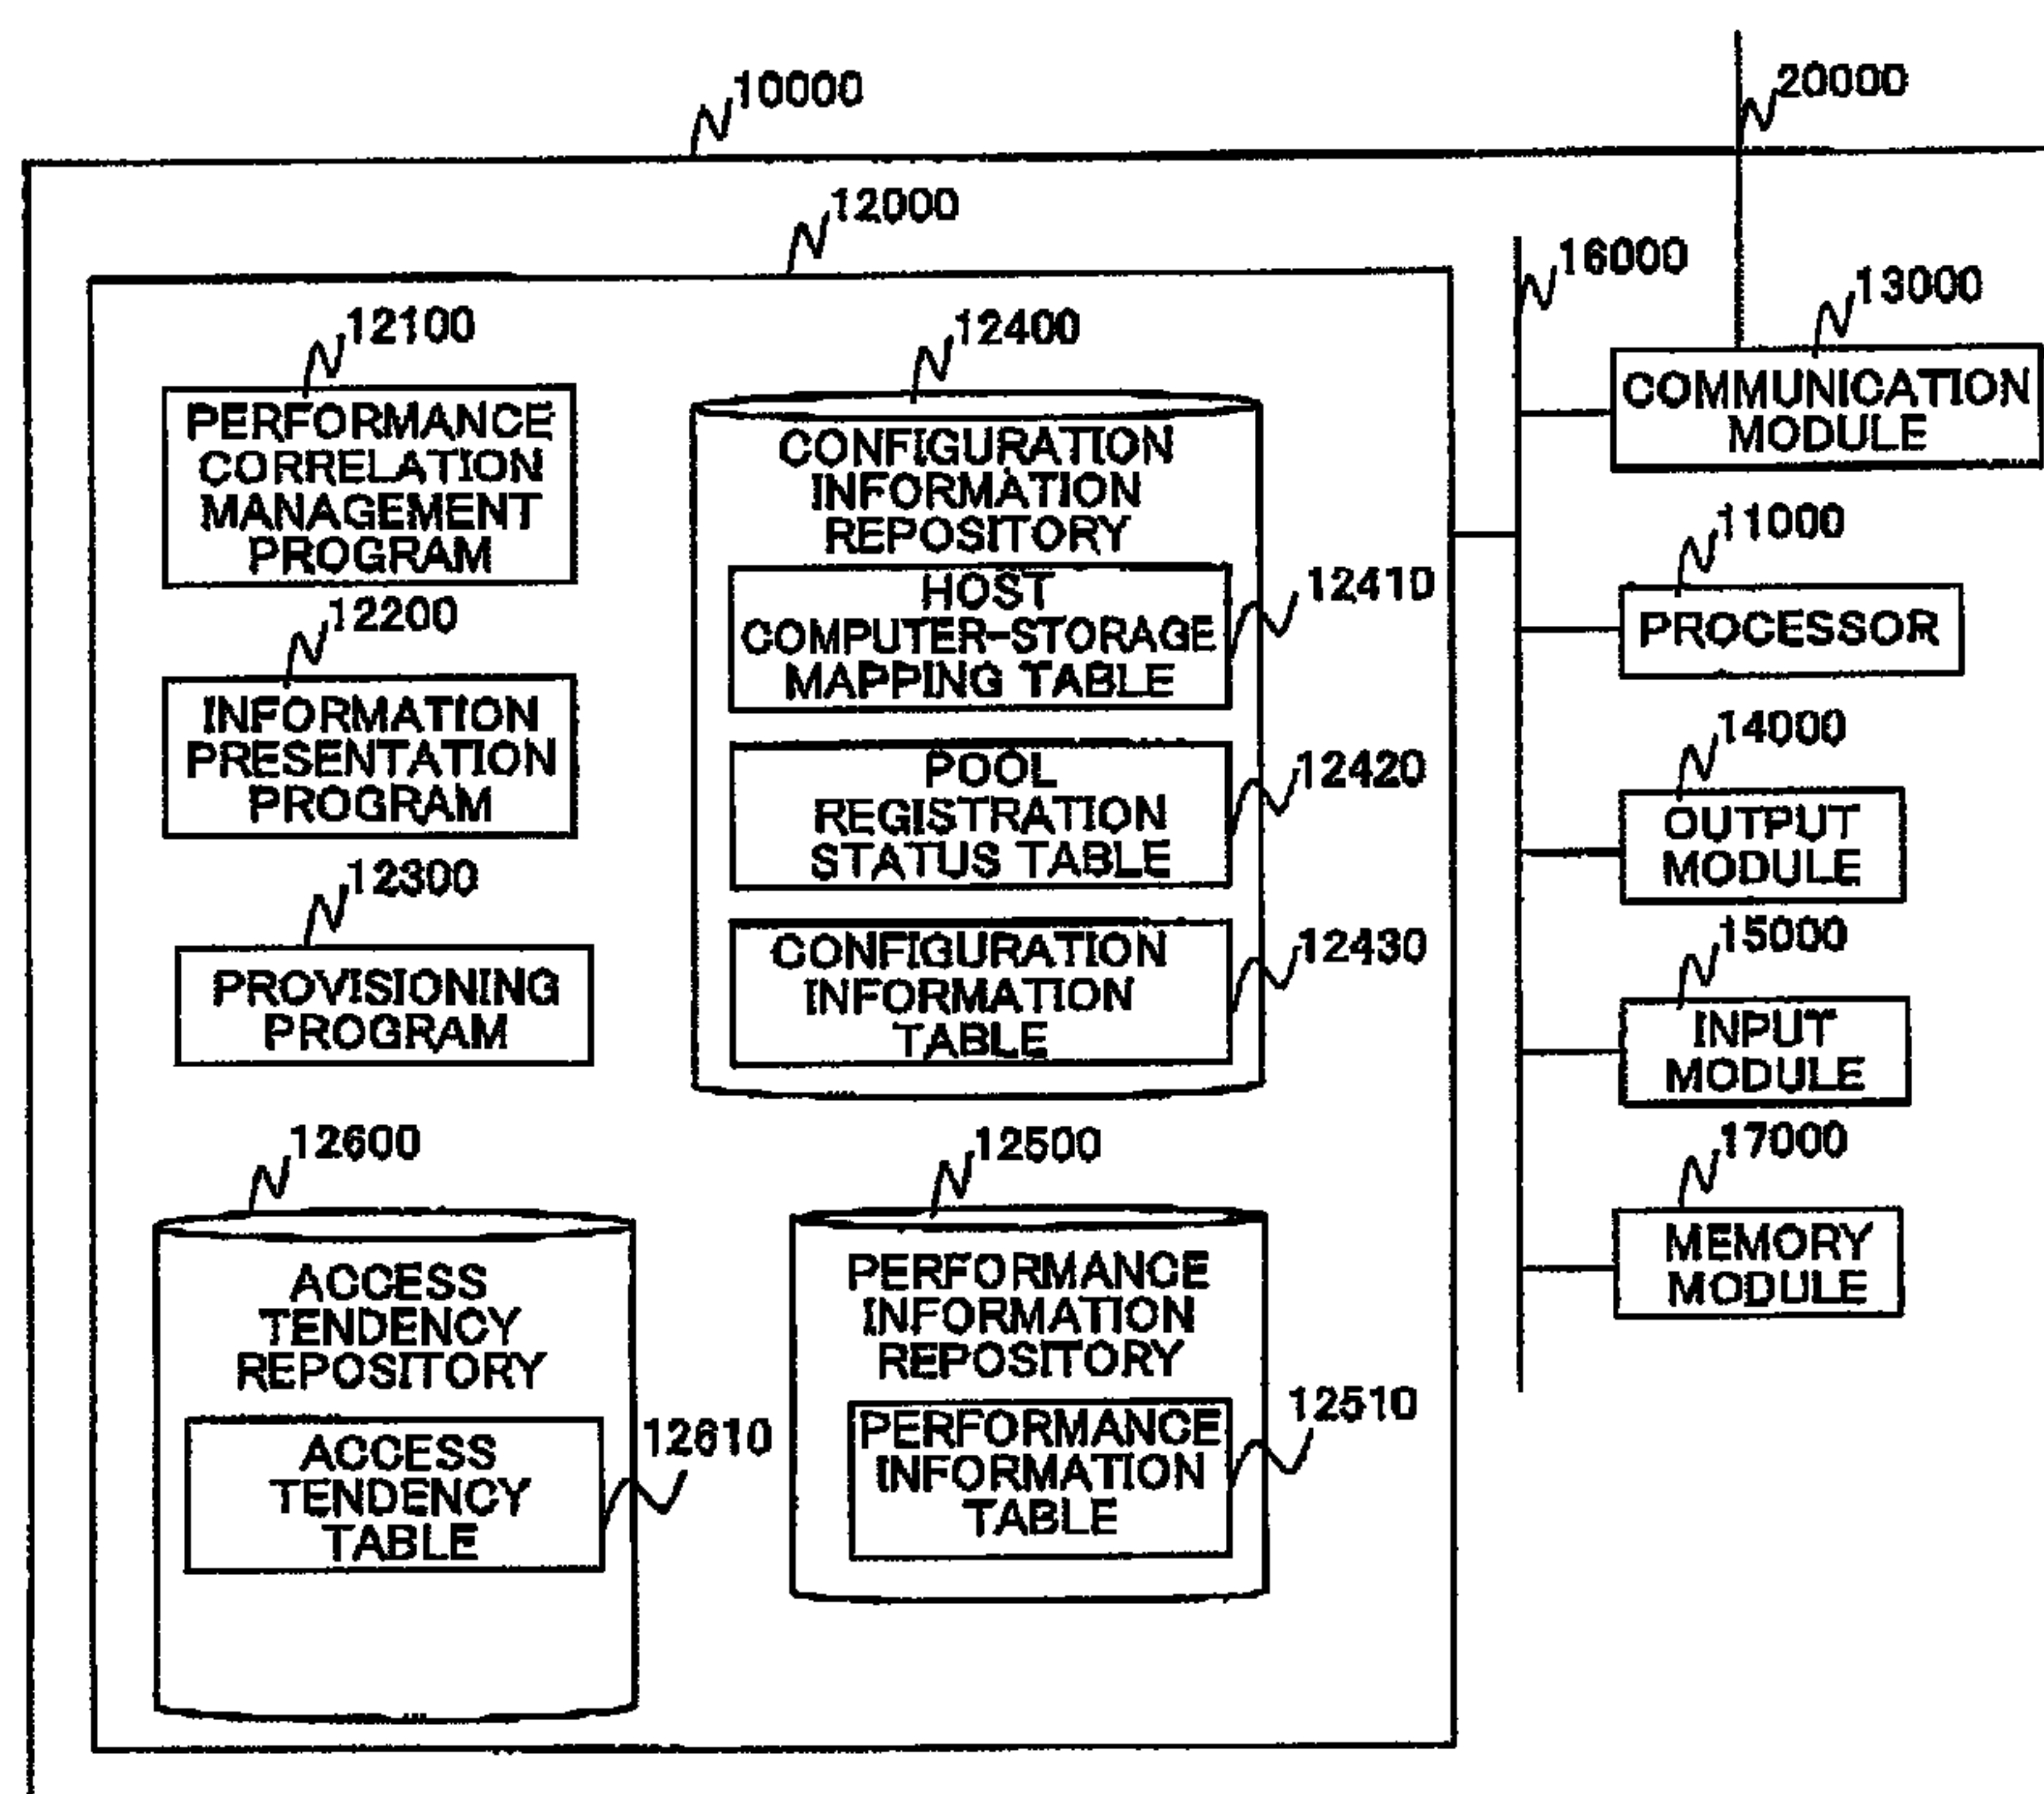 10000
20000
12000
16000
13000
12100
12400
PERFORMANCE
CORRELATION
MANAGEMENT
PROGRAM
CONFIGURATION
INFORMATION
REPOSITORY
COMMUNICATION
MODULE
11000
HOST
COMPUTER-STORAGE
MAPPING TABLE
12410
PROCESSOR
12200
INFORMATION
PRESENTATION
PROGRAM
POOL
REGISTRATION
STATUS TABLE
12420
14000
OUTPUT
MODULE
12300
PROVISIONING
PROGRAM
CONFIGURATION
INFORMATION
TABLE
12430
15000
INPUT
MODULE
12600
12500
17000
ACCESS
TENDENCY
REPOSITORY
PERFORMANCE
INFORMATION
REPOSITORY
MEMORY
MODULE
ACCESS
TENDENCY
TABLE
12610
PERFORMANCE
INFORMATION
TABLE
12510